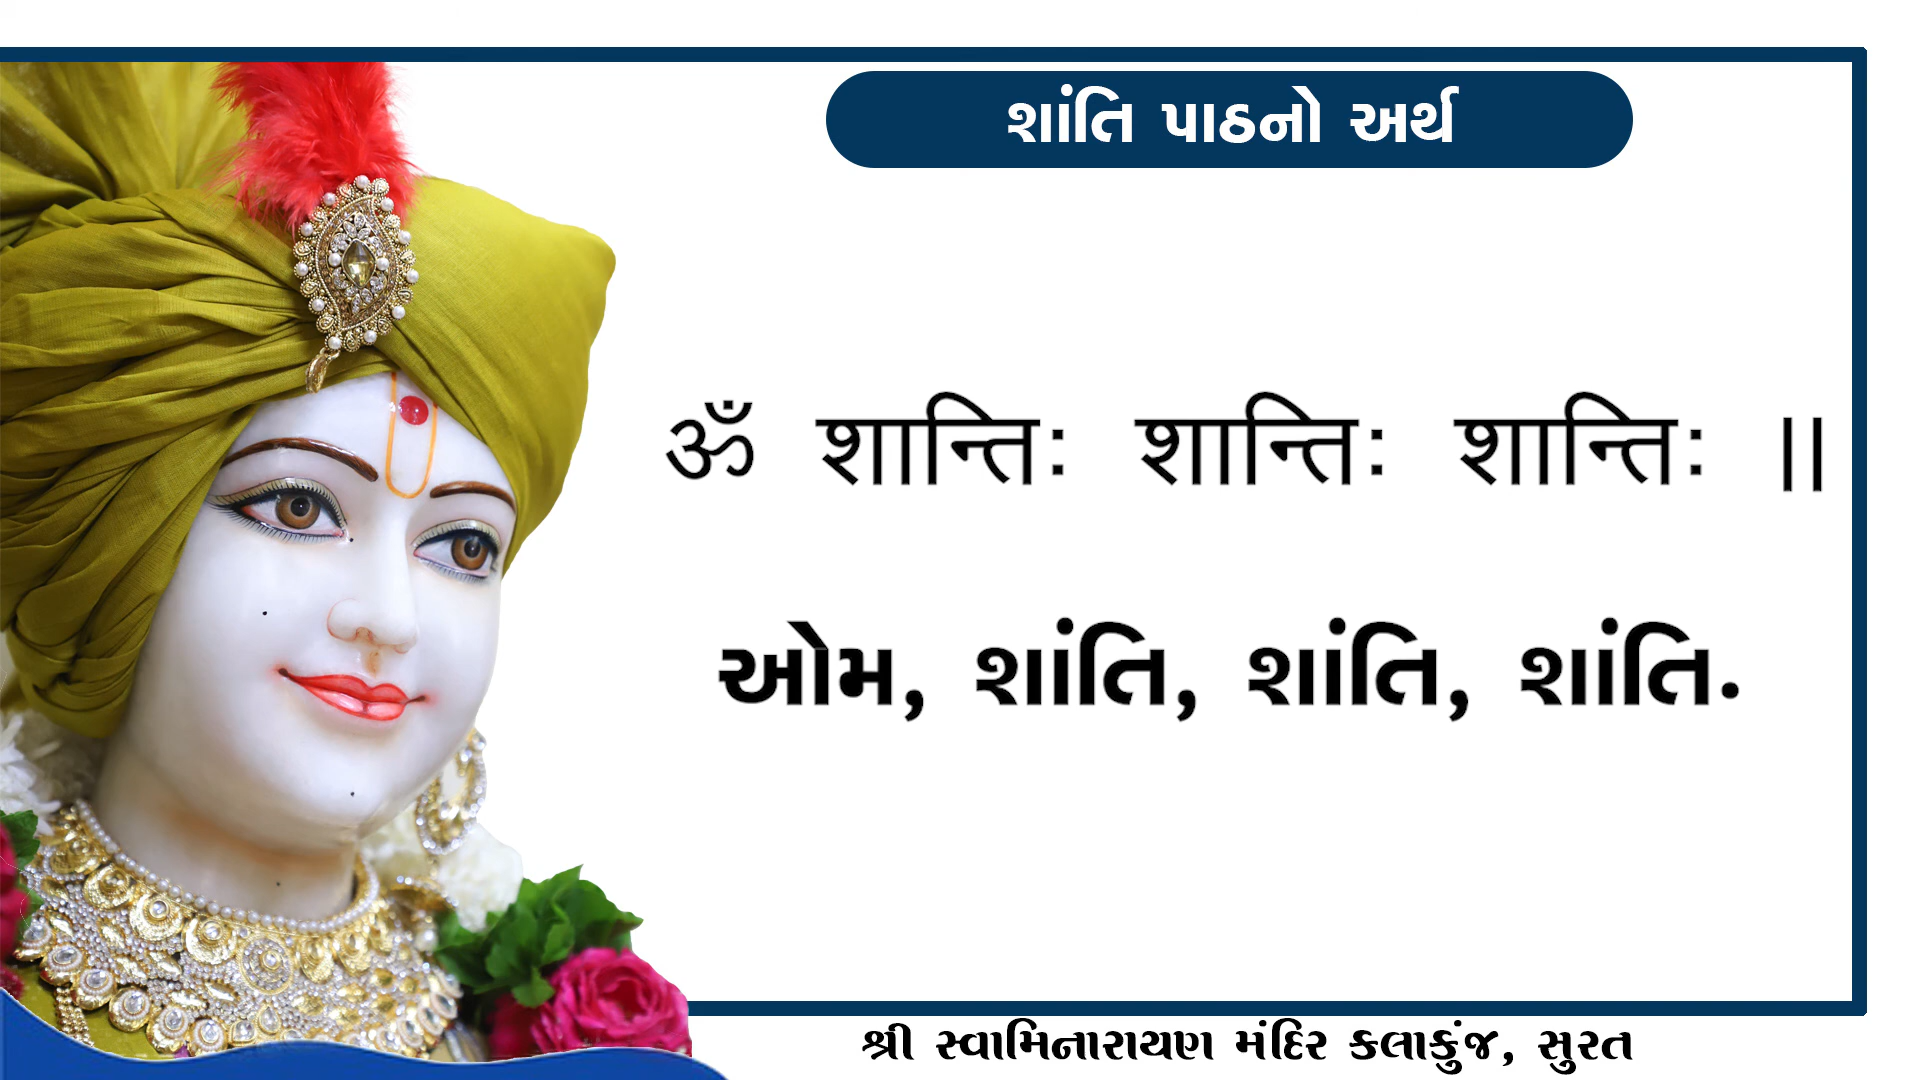 શાંતિ પાઠનો અર્થ
ॐ शान्तिः शान्तिः शान्तिः ॥
ઓમ, શાંતિ, શાંતિ, શાંતિ.
શ્રી સ્વામિનારાયણ મંદિર કલાકુંજ, સુરત